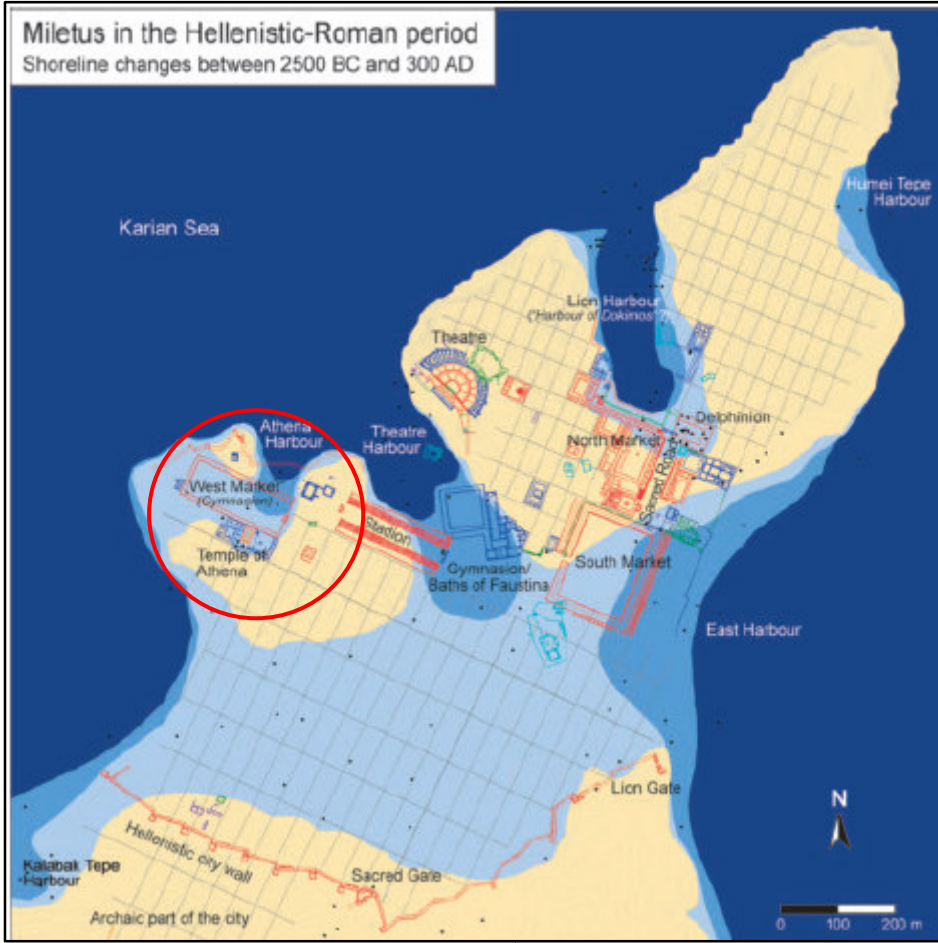 Miletus in the Hellenistic-Roman period
Shoreline changes between 2500 BC and 300 AD
Humei Tepe
Harbour
Karian Sea
Lion Harbour
('Harbour of Dokimos'?)
Theatre
Athena
Harbour
Theatre
Harbour
Delphinion
North Market
Sacred Road
West Market
(Gymnasion)
Stadion
Temple of
Athena
Gymnasion/
Baths of Faustina
South Market
East Harbour
Lion Gate
N
Hellenistic city wall
Kalabak Tepe
Harbour
Sacred Gate
Archaic part of the city
0 100 200 m